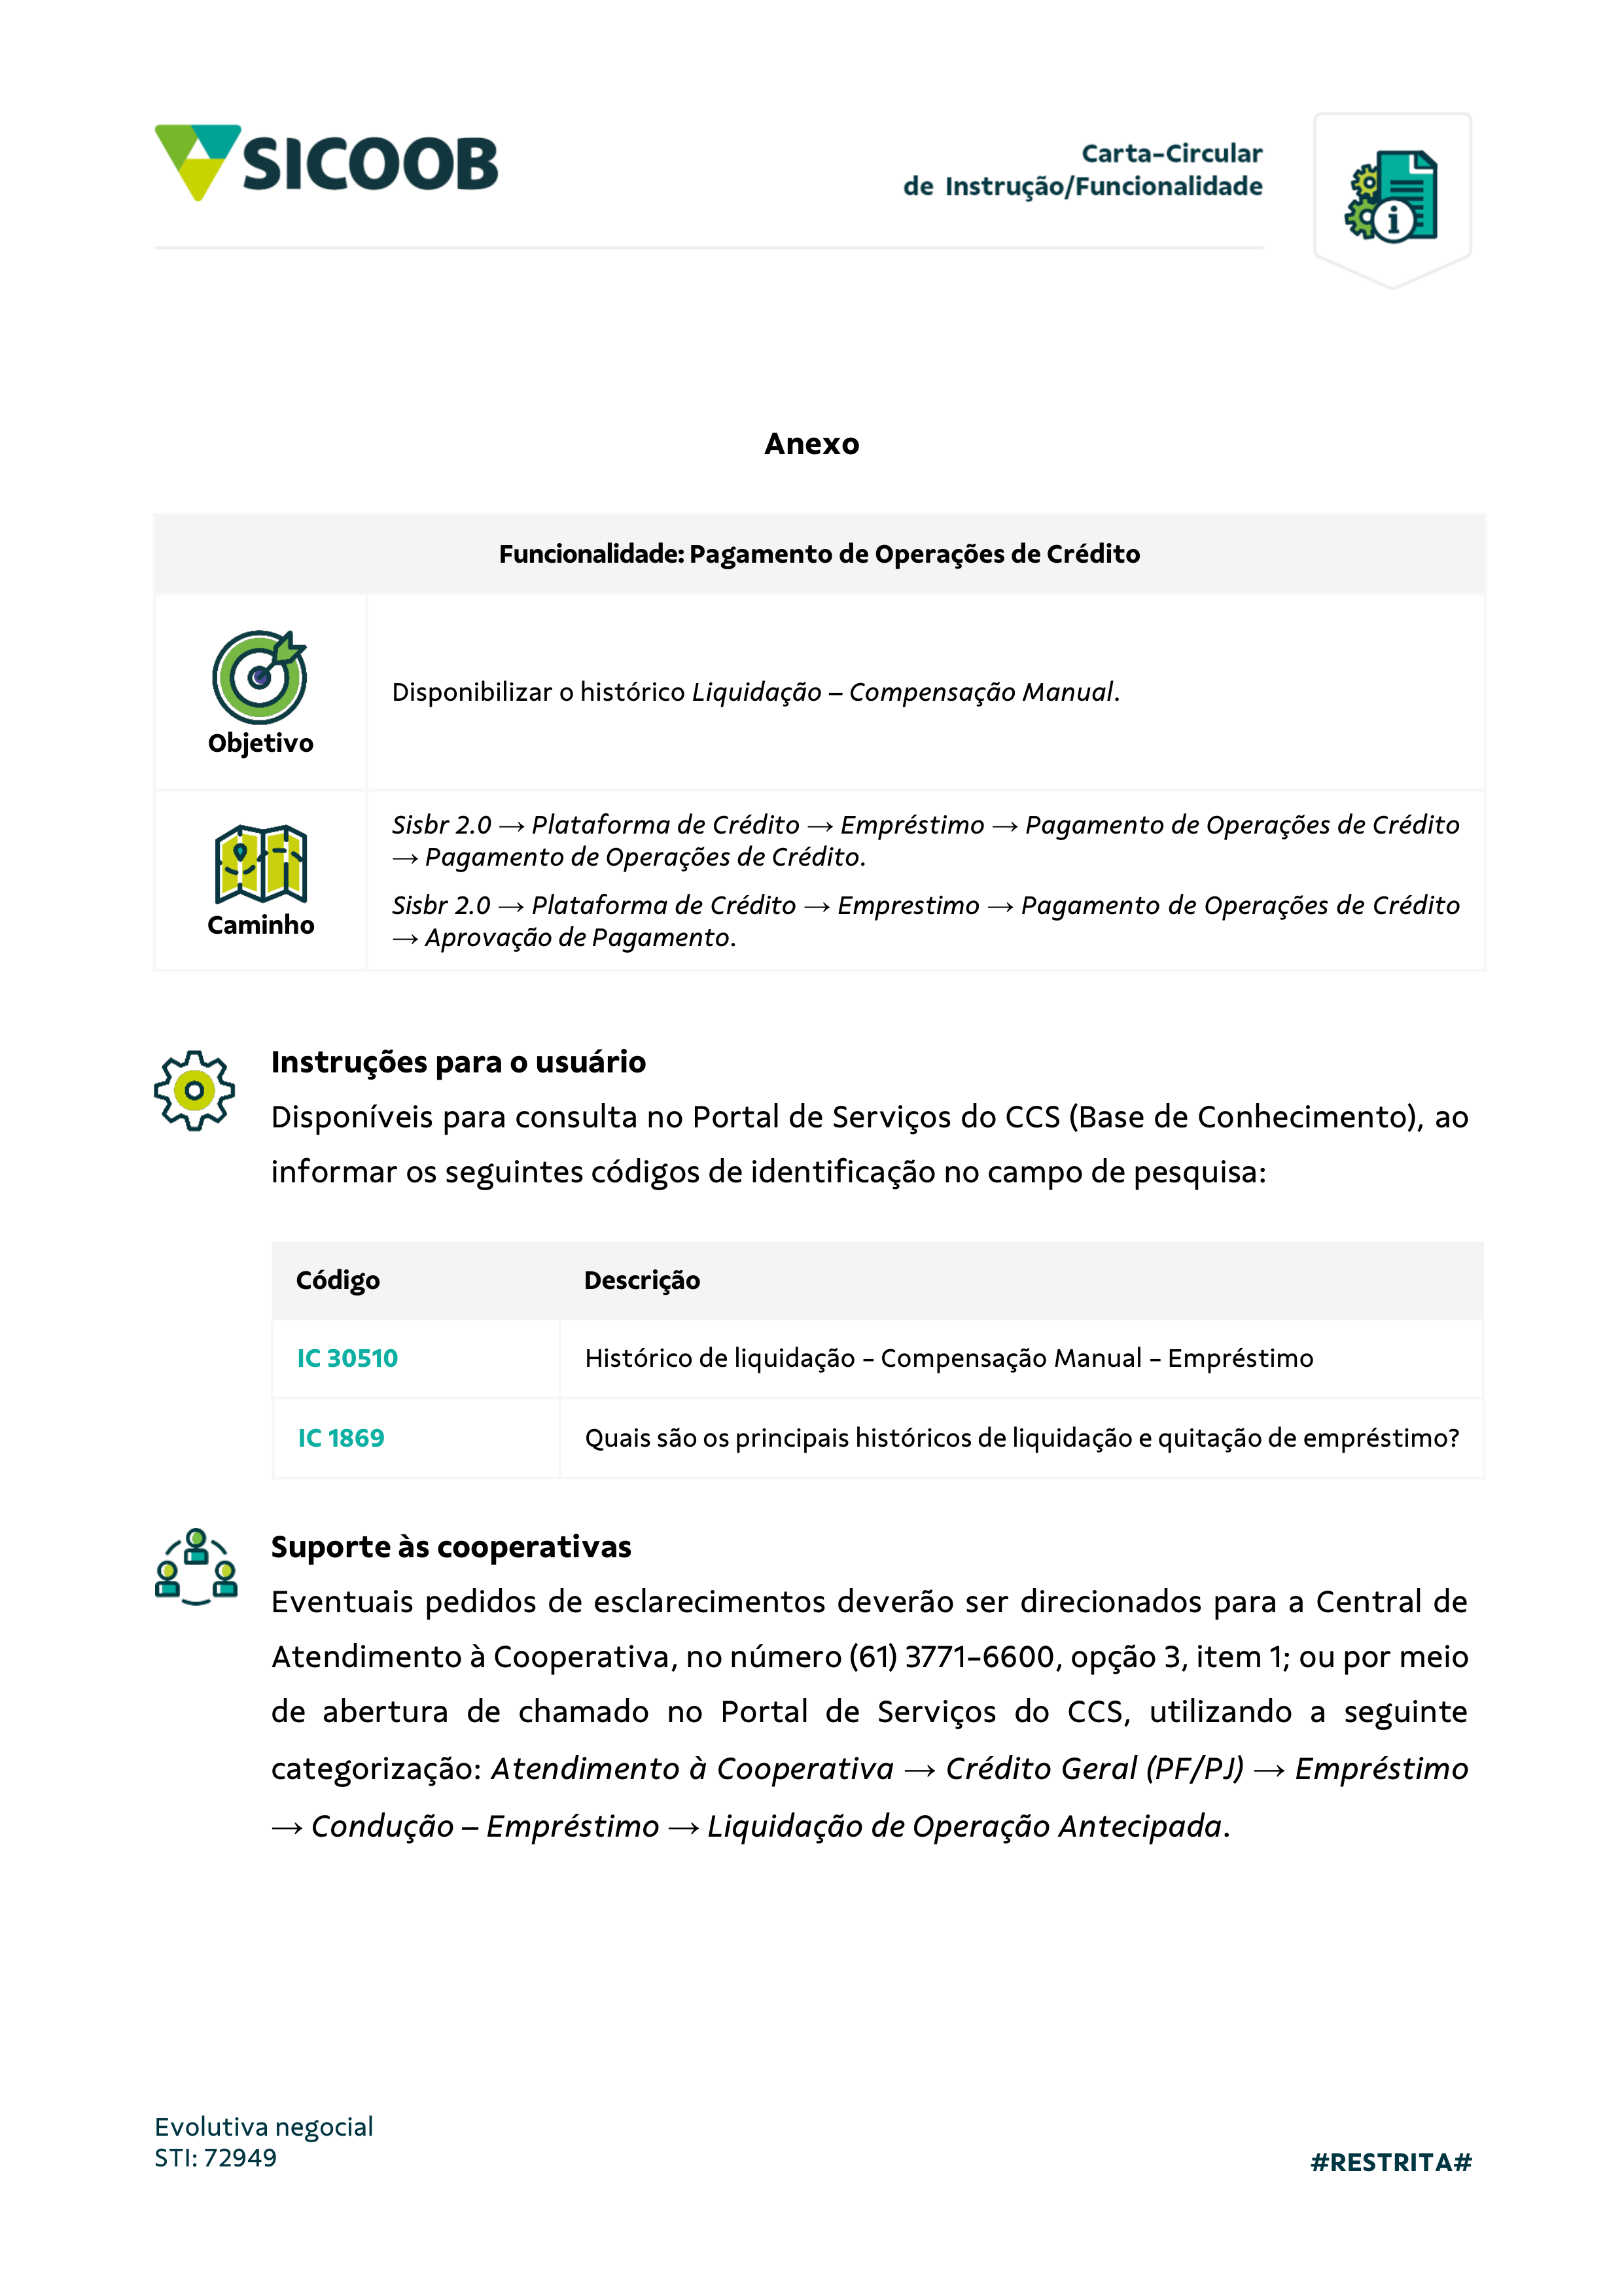 SICOOB
Carta-Circular
de Instrução/Funcionalidade
Anexo
Funcionalidade: Pagamento de Operações de Crédito
Objetivo
Disponibilizar o histórico Liquidação – Compensação Manual.
Caminho
Sisbr 2.0 → Plataforma de Crédito → Empréstimo → Pagamento de Operações de Crédito
→ Pagamento de Operações de Crédito.
Sisbr 2.0 → Plataforma de Crédito → Emprestimo → Pagamento de Operações de Crédito
→ Aprovação de Pagamento.
Instruções para o usuário
Disponíveis para consulta no Portal de Serviços do CCS (Base de Conhecimento), ao
informar os seguintes códigos de identificação no campo de pesquisa:
Código Descrição
IC 30510 Histórico de liquidação – Compensação Manual – Empréstimo
IC 1869 Quais são os principais históricos de liquidação e quitação de empréstimo?
Suporte às cooperativas
Eventuais pedidos de esclarecimentos deverão ser direcionados para a Central de
Atendimento à Cooperativa, no número (61) 3771-6600, opção 3, item 1; ou por meio
de abertura de chamado no Portal de Serviços do CCS, utilizando a seguinte
categorização: Atendimento à Cooperativa → Crédito Geral (PF/PJ) → Empréstimo
→ Condução – Empréstimo → Liquidação de Operação Antecipada.
Evolutiva negocial
STI: 72949
#RESTRITA#